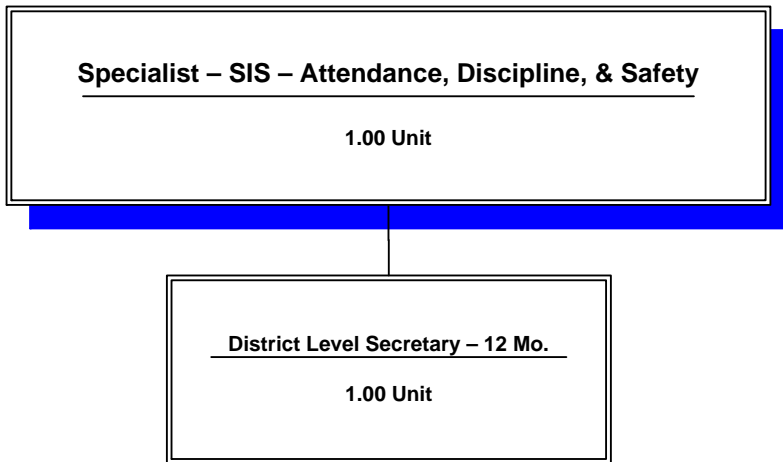 Specialist – SIS – Attendance, Discipline, & Safety
1.00 Unit
District Level Secretary – 12 Mo.
1.00 Unit